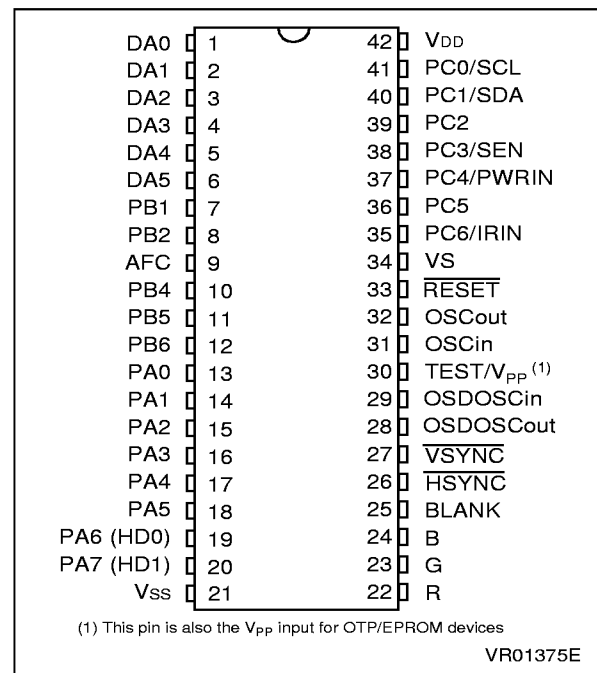 DA0 1 42 VDD
DA1 2 41 PC0/SCL
DA2 3 40 PC1/SDA
DA3 4 39 PC2
DA4 5 38 PC3/SEN
DA5 6 37 PC4/PWRIN
PB1 7 36 PC5
PB2 8 35 PC6/IRIN
AFC 9 34 VS
PB4 10 33 RESET
PB5 11 32 OSCout
PB6 12 31 OSCin
PA0 13 30 TEST/VPP (1)
PA1 14 29 OSDOSCin
PA2 15 28 OSDOSCout
PA3 16 27 VSYNC
PA4 17 26 HSYNC
PA5 18 25 BLANK
PA6 (HD0) 19 24 B
PA7 (HD1) 20 23 G
VSS 21 22 R
(1) This pin is also the VPP input for OTP/EPROM devices
VR01375E